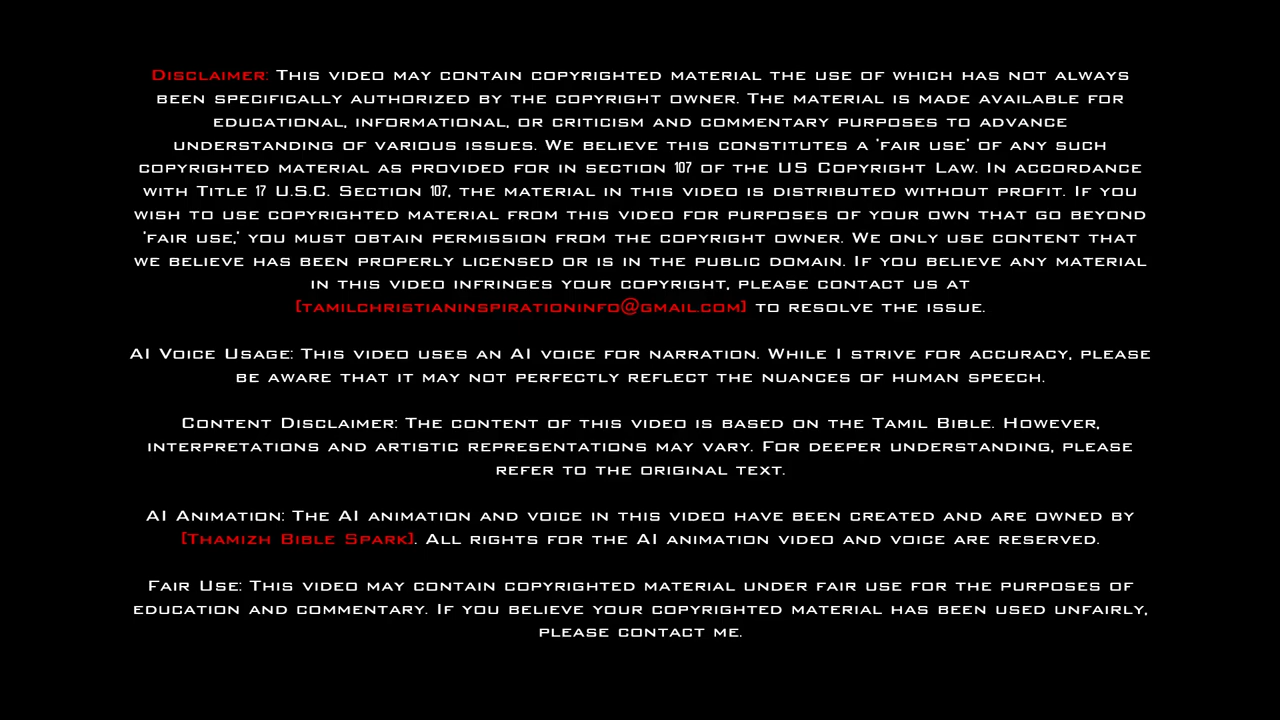 Disclaimer: This video may contain copyrighted material the use of which has not always
been specifically authorized by the copyright owner. The material is made available for
educational, informational, or criticism and commentary purposes to advance
understanding of various issues. We believe this constitutes a 'fair use' of any such
copyrighted material as provided for in section 107 of the US Copyright Law. In accordance
with Title 17 U.S.C. Section 107, the material in this video is distributed without profit. If you
wish to use copyrighted material from this video for purposes of your own that go beyond
'fair use,' you must obtain permission from the copyright owner. We only use content that
we believe has been properly licensed or is in the public domain. If you believe any material
in this video infringes your copyright, please contact us at
[tamilchristianinspirationinfo@gmail.com] to resolve the issue.
AI Voice Usage: This video uses an AI voice for narration. While I strive for accuracy, please
be aware that it may not perfectly reflect the nuances of human speech.
Content Disclaimer: The content of this video is based on the Tamil Bible. However,
interpretations and artistic representations may vary. For deeper understanding, please
refer to the original text.
AI Animation: The AI animation and voice in this video have been created and are owned by
[Thamizh Bible Spark]. All rights for the AI animation video and voice are reserved.
Fair Use: This video may contain copyrighted material under fair use for the purposes of
education and commentary. If you believe your copyrighted material has been used unfairly,
please contact me.